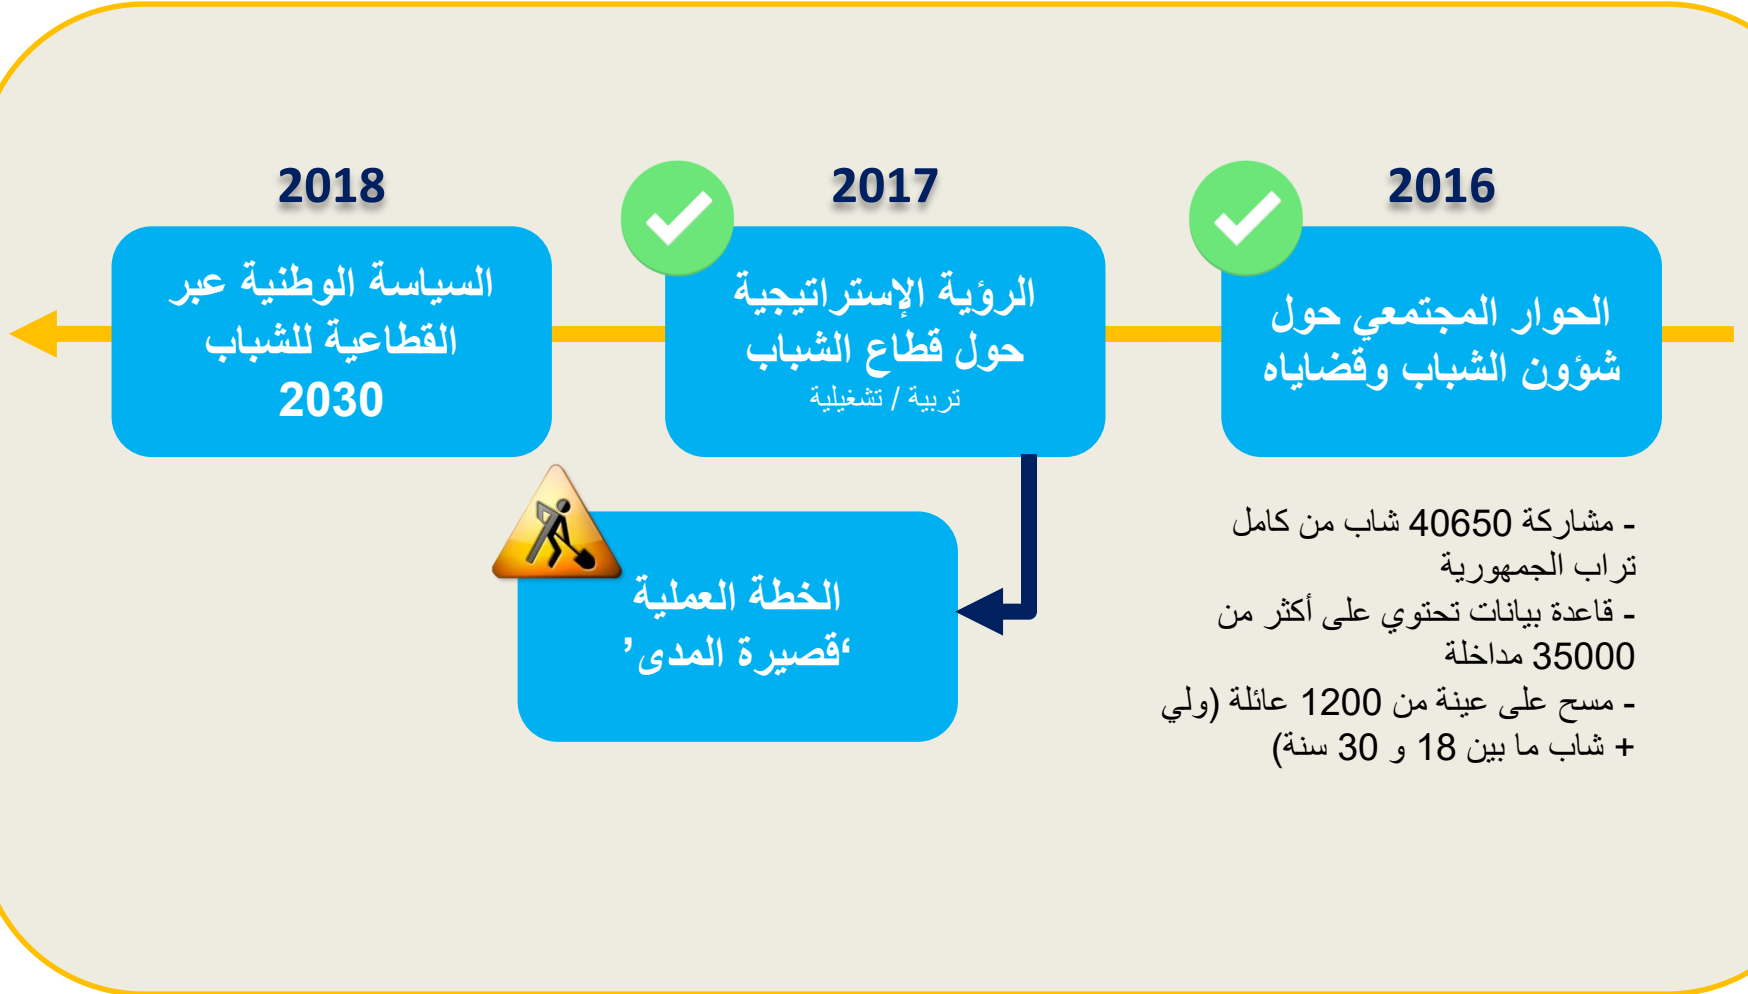 2016
الحوار المجتمعي حول
شؤون الشباب وقضاياه
- مشاركة 40650 شاب من كامل
تراب الجمهورية
- قاعدة بيانات تحتوي على أكثر من
35000 مداخلة
- مسح على عينة من 1200 عائلة (ولي
+ شاب ما بين 18 و 30 سنة)
2017
الرؤية الإستراتيجية
حول قطاع الشباب
تربية / تشغيلية
الخطة العملية
‘قصيرة المدى’
2018
السياسة الوطنية عبر
القطاعية للشباب
2030